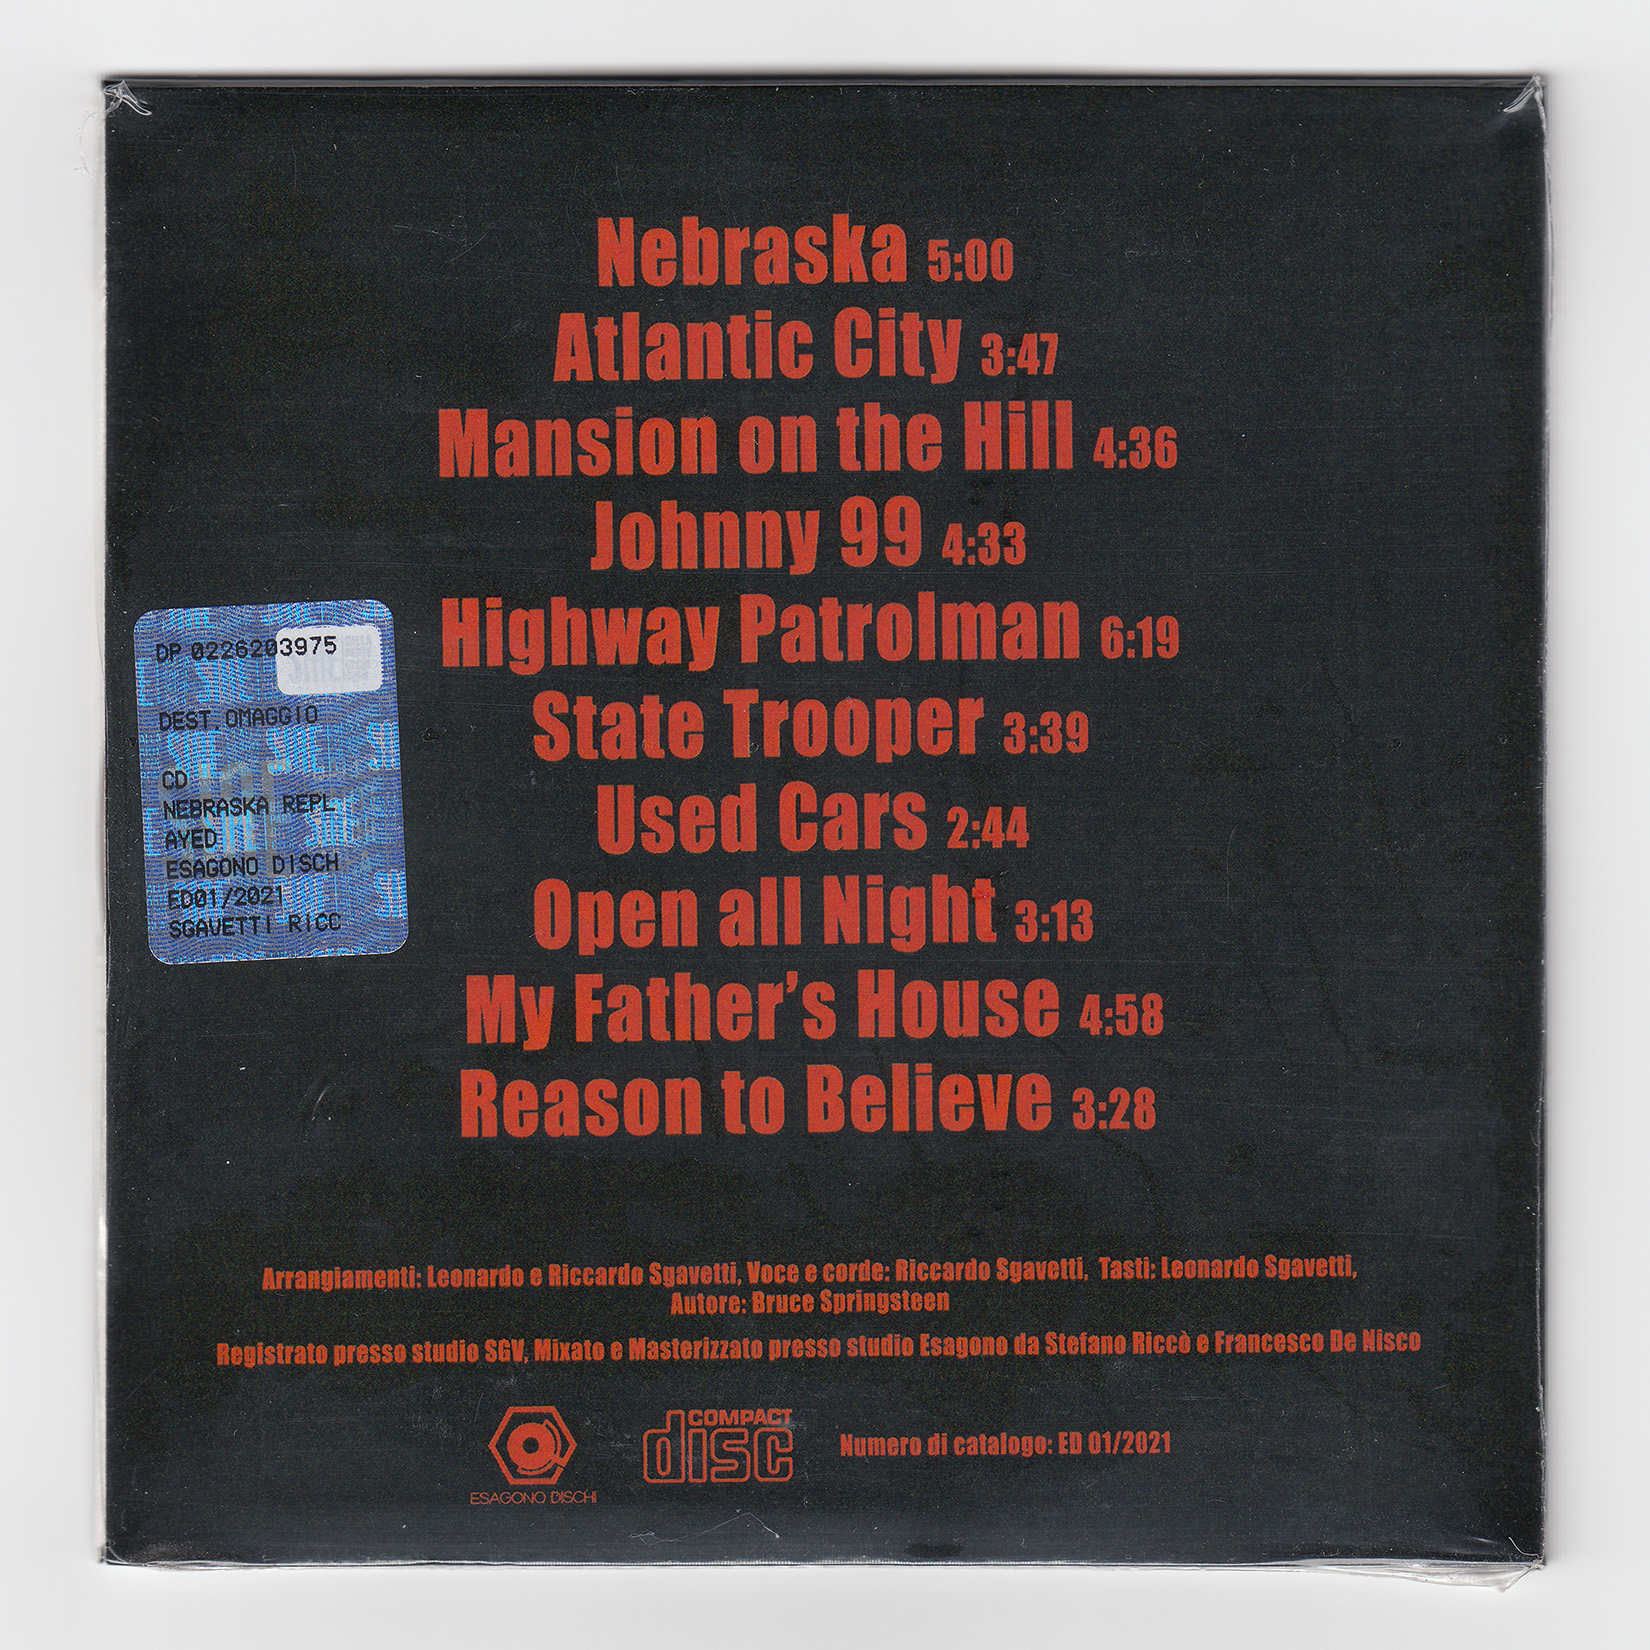 Nebraska 5:00
Atlantic City 3:47
Mansion on the Hill 4:36
Johnny 99 4:33
Highway Patrolman 6:19
State Trooper 3:39
Used Cars 2:44
Open all Night 3:13
My Father's House 4:58
Reason to Believe 3:28
DP 0226203975
DEST OMAGGIO
CD
NEBRASKA REPL
AYED
ESAGONO DISCH
ED01/2021
SGAVETTI RICC
Arrangiamenti: Leonardo e Riccardo Sgavetti, Voce e corde: Riccardo Sgavetti, Tasti: Leonardo Sgavetti,
Autore: Bruce Springsteen
Registrato presso studio SGV, Mixato e Masterizzato presso studio Esagono da Stefano Riccò e Francesco De Nisco
ESAGONO DISCHI
COMPACT
disc
Numero di catalogo: ED 01/2021